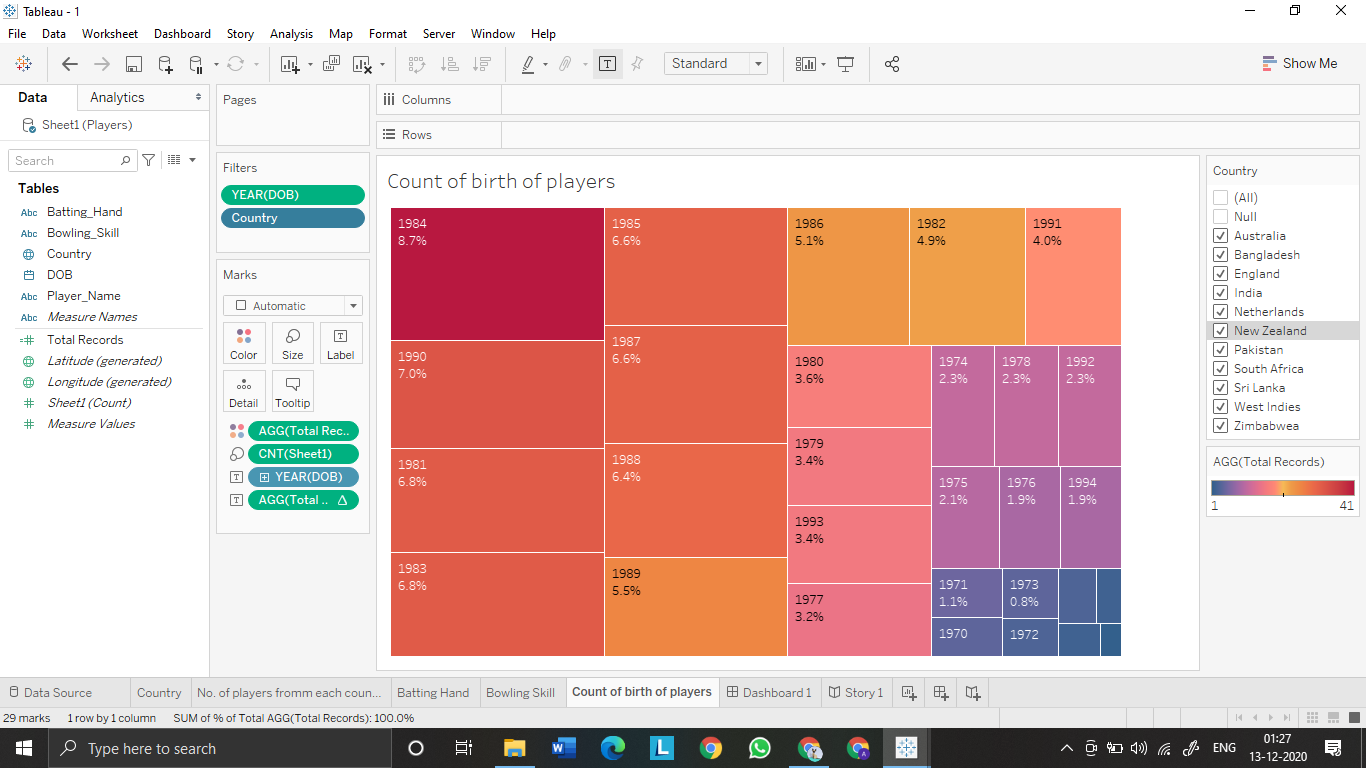 Tableau - 1
File Data Worksheet Dashboard Story Analysis Map Format Server Window Help
Standard
Show Me
Data
Analytics
Sheet1 (Players)
Search
Tables
Abc Batting_Hand
Abc Bowling_Skill
Country
DOB
Abc Player_Name
Abc Measure Names
Total Records
Latitude (generated)
Longitude (generated)
Sheet1 (Count)
Measure Values
Pages
Filters
YEAR(DOB)
Country
Marks
Automatic
Color Size Label
Detail Tooltip
AGG(Total Rec..
CNT(Sheet1)
YEAR(DOB)
AGG(Total ..
Columns
Rows
Count of birth of players
1984
8.7%
1990
7.0%
1981
6.8%
1983
6.8%
1985
6.6%
1987
6.6%
1988
6.4%
1989
5.5%
1986
5.1%
1982
4.9%
1991
4.0%
1980
3.6%
1979
3.4%
1993
3.4%
1977
3.2%
1974
2.3%
1978
2.3%
1992
2.3%
1975
2.1%
1976
1.9%
1994
1.9%
1971
1.1%
1973
0.8%
1970
1972
Country
(All)
Null
Australia
Bangladesh
England
India
Netherlands
New Zealand
Pakistan
South Africa
Sri Lanka
West Indies
Zimbabwea
AGG(Total Records)
1 41
Data Source Country No. of players fromm each coun... Batting Hand Bowling Skill Count of birth of players Dashboard 1 Story 1
29 marks 1 row by 1 column SUM of % of Total AGG(Total Records): 100.0%
Type here to search
ENG
01:27
13-12-2020